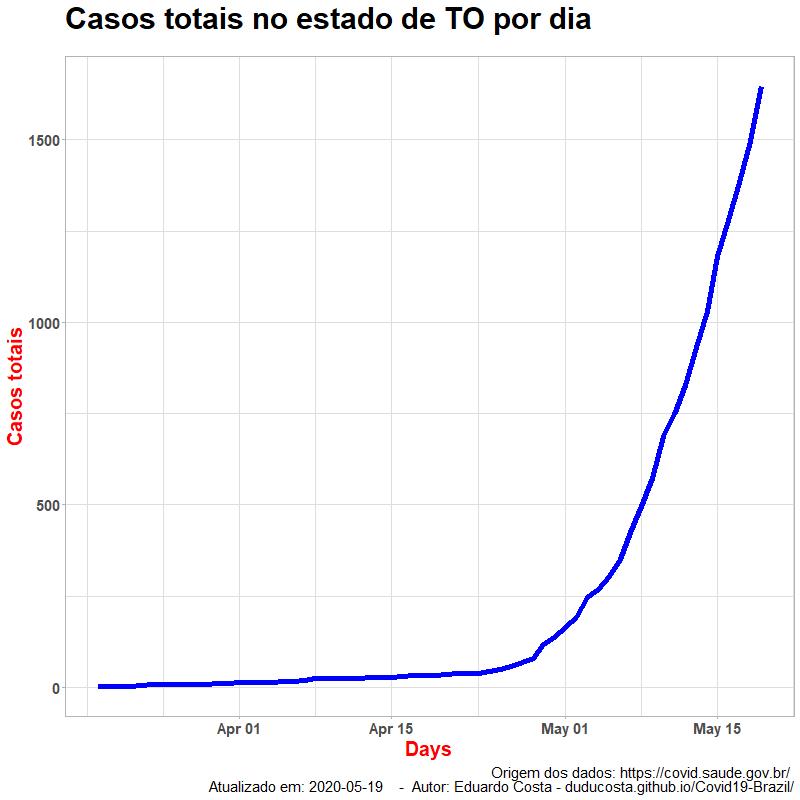 Casos totais no estado de TO por dia
1500
1000
500
0
Casos totais
Apr 01
Apr 15
May 01
May 15
Days
Origem dos dados: https://covid.saude.gov.br/
Atualizado em: 2020-05-19 - Autor: Eduardo Costa - duducosta.github.io/Covid19-Brazil/